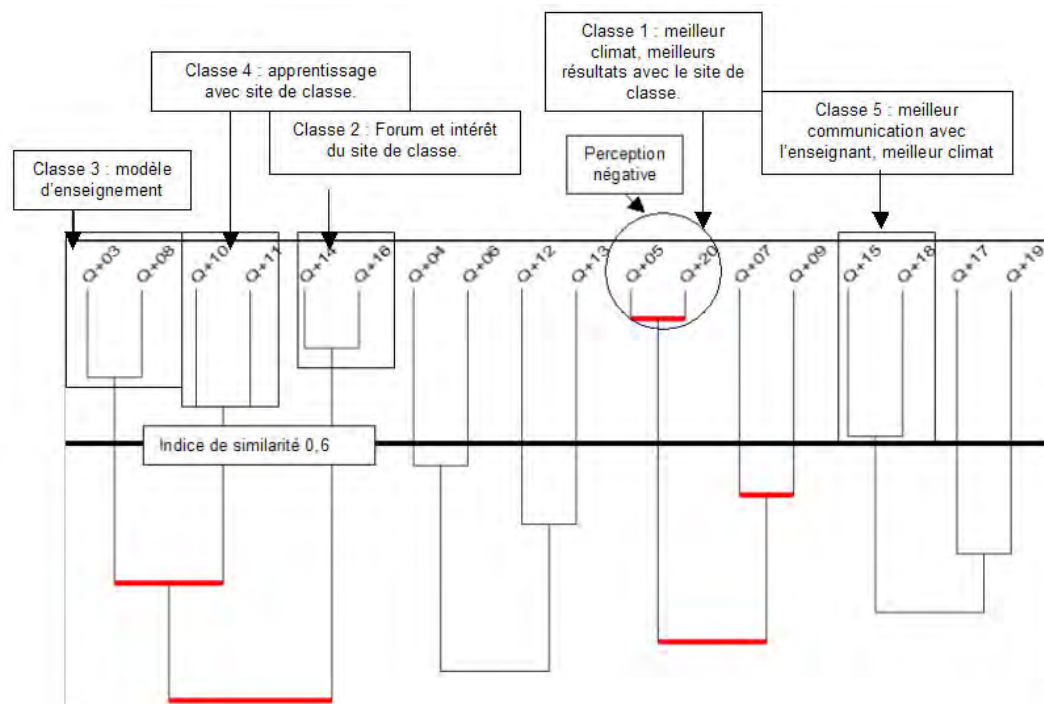 Classe 4 : apprentissage
avec site de classe.
Classe 1 : meilleur
climat, meilleurs
résultats avec le site de
classe.
Classe 2 : Forum et intérêt
du site de classe.
Classe 5 : meilleur
communication avec
l'enseignant, meilleur climat
Classe 3 : modèle
d'enseignement
Perception
négative
Q+03 Q+08 Q+10 Q+11 Q+14 Q+16 Q+04 Q+06 Q+12 Q+13 Q+05 Q+20 Q+07 Q+09 Q+15 Q+18 Q+17 Q+19
Indice de similarité 0,6